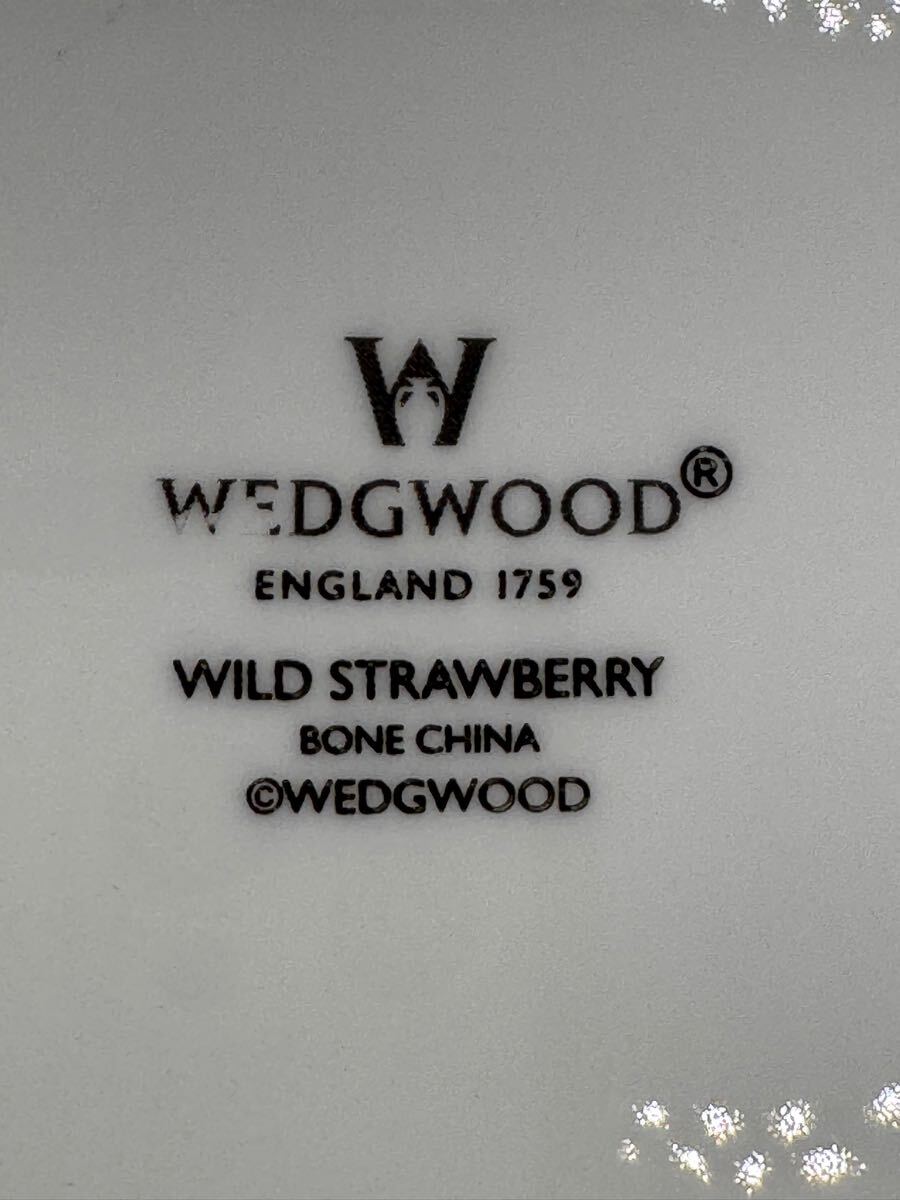 W
WEDGWOOD®
ENGLAND 1759
WILD STRAWBERRY
BONE CHINA
©WEDGWOOD